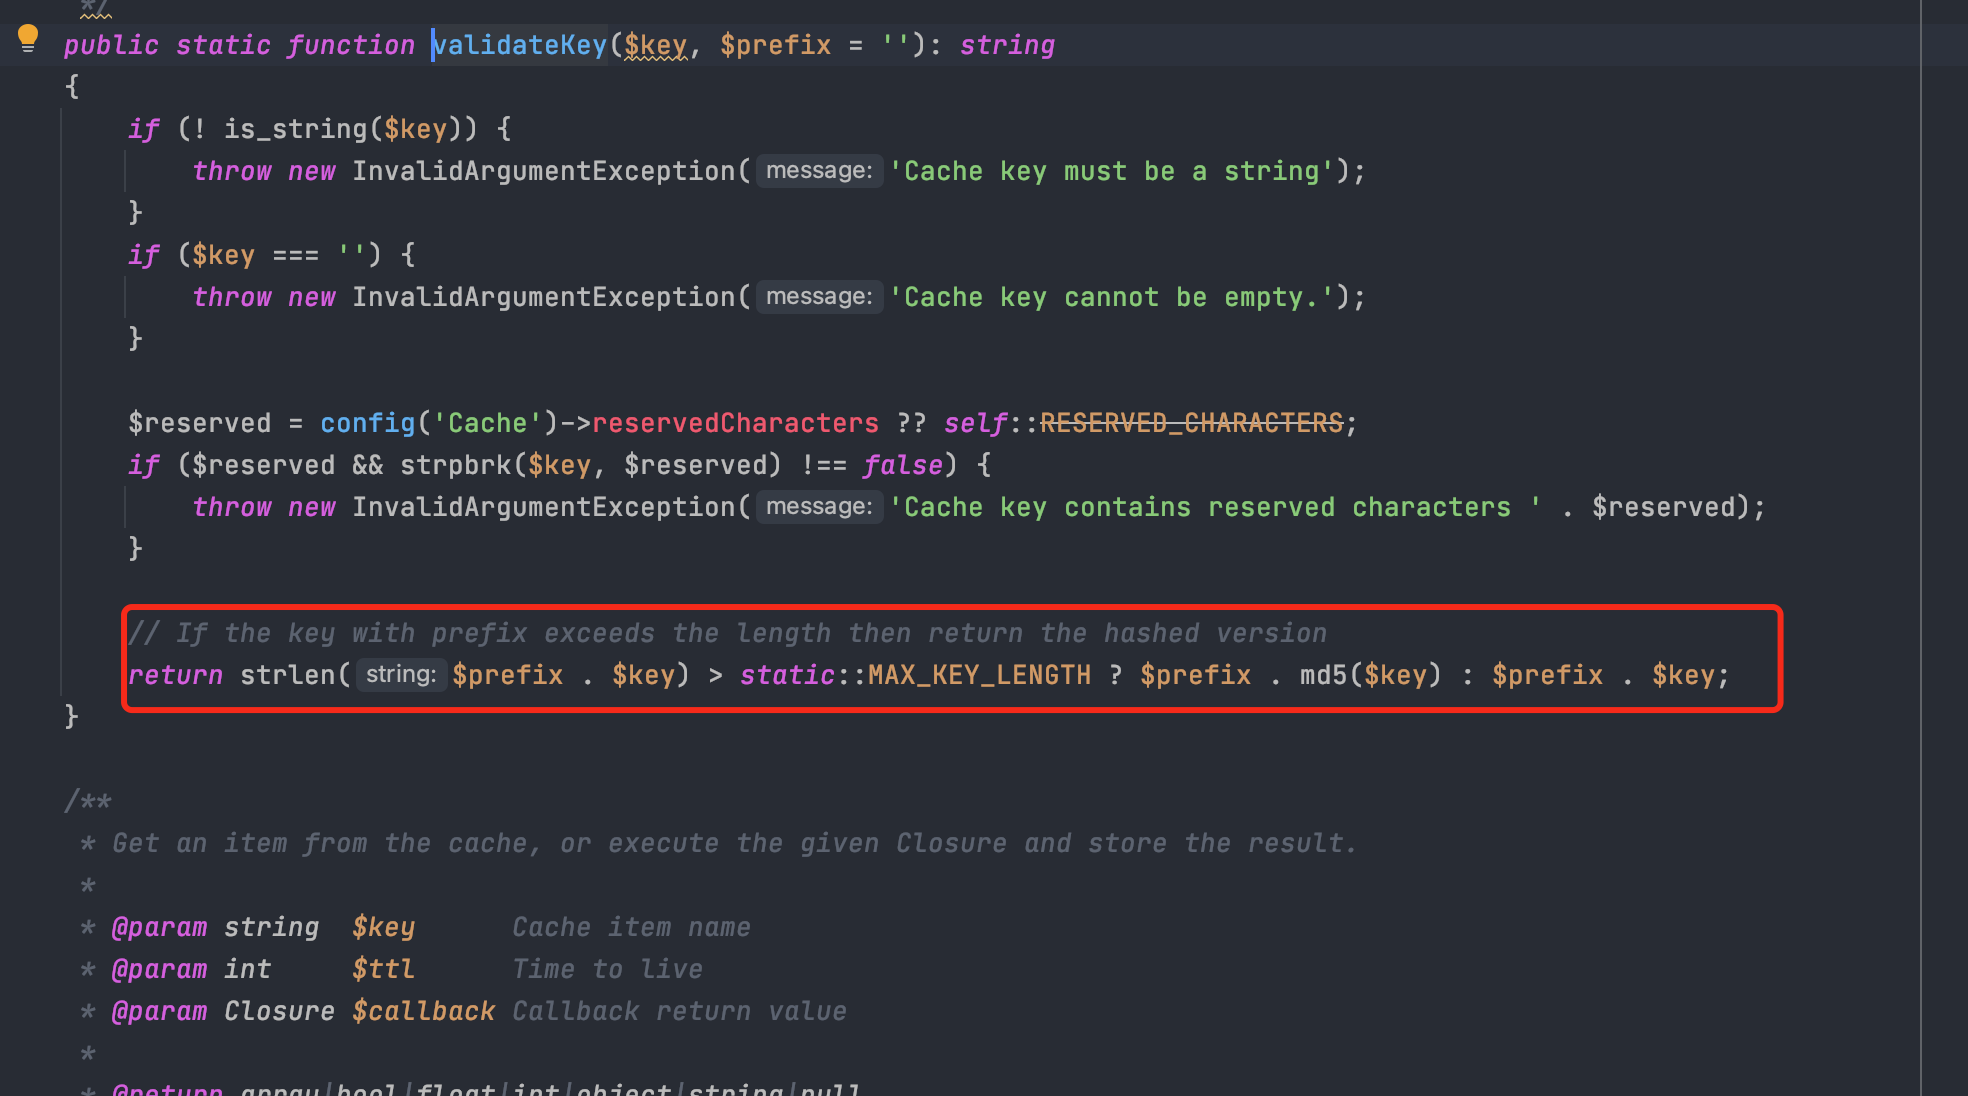 */
public static function validateKey($key, $prefix = ''): string
{
if (! is_string($key)) {
throw new InvalidArgumentException( message: 'Cache key must be a string');
}
if ($key === '') {
throw new InvalidArgumentException( message: 'Cache key cannot be empty.');
}
$reserved = config('Cache')->reservedCharacters ?? self::RESERVED_CHARACTERS;
if ($reserved && strpbrk($key, $reserved) !== false) {
throw new InvalidArgumentException( message: 'Cache key contains reserved characters ' . $reserved);
}
// If the key with prefix exceeds the length then return the hashed version
return strlen( string: $prefix . $key) > static::MAX_KEY_LENGTH ? $prefix . md5($key) : $prefix . $key;
}
/**
* Get an item from the cache, or execute the given Closure and store the result.
*
* @param string $key Cache item name
* @param int $ttl Time to live
* @param Closure $callback Callback return value
*
* @return array|bool|float|int|object|string|null